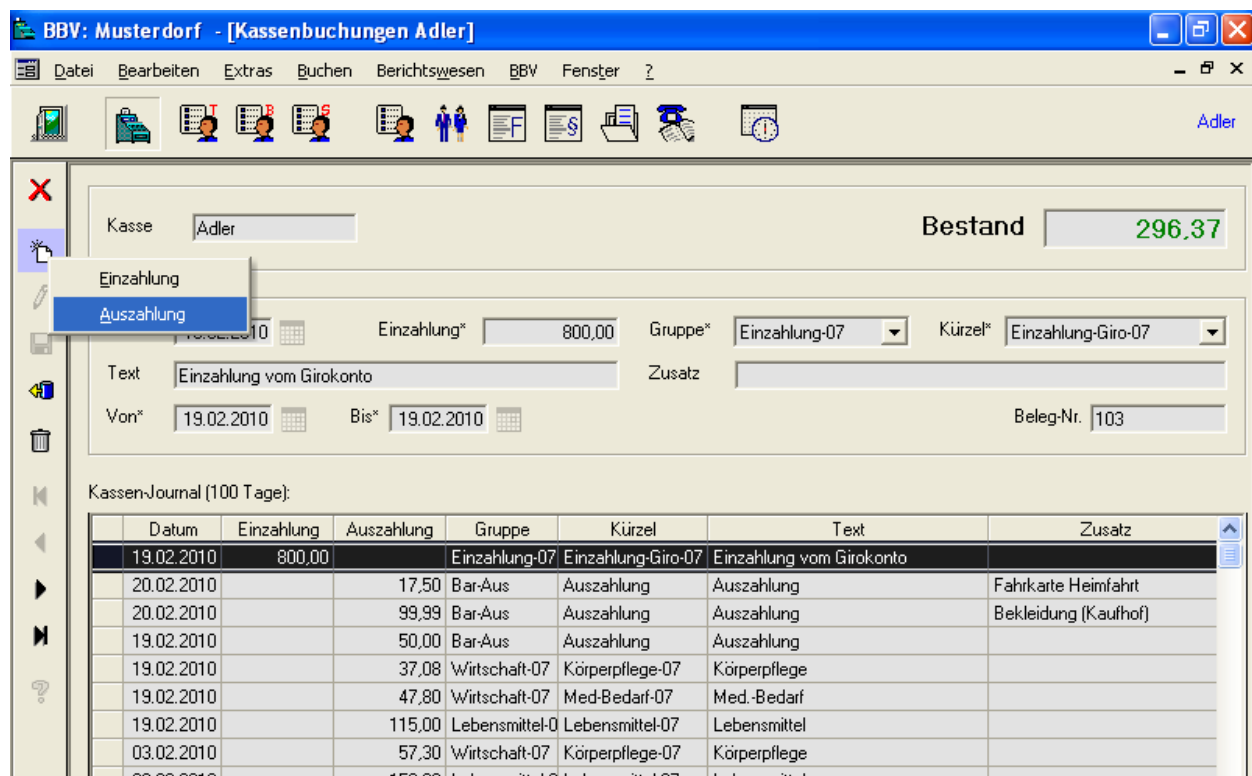 BBV: Musterdorf - [Kassenbuchungen Adler]
Datei Bearbeiten Extras Buchen Berichtswesen BBV Fenster ?
Adler
Kasse Adler Bestand 296,37
Einzahlung
Auszahlung
Einzahlung* 800,00 Gruppe* Einzahlung-07 Kürzel* Einzahlung-Giro-07
Text Einzahlung vom Girokonto Zusatz
Von* 19.02.2010 Bis* 19.02.2010 Beleg-Nr. 103
Kassen-Journal (100 Tage):
Datum Einzahlung Auszahlung Gruppe Kürzel Text Zusatz
19.02.2010 800,00 Einzahlung-07 Einzahlung-Giro-07 Einzahlung vom Girokonto
20.02.2010 17,50 Bar-Aus Auszahlung Auszahlung Fahrkarte Heimfahrt
20.02.2010 99,99 Bar-Aus Auszahlung Auszahlung Bekleidung (Kaufhof)
19.02.2010 50,00 Bar-Aus Auszahlung Auszahlung
19.02.2010 37,08 Wirtschaft-07 Körperpflege-07 Körperpflege
19.02.2010 47,80 Wirtschaft-07 Med-Bedarf-07 Med.-Bedarf
19.02.2010 115,00 Lebensmittel-0 Lebensmittel-07 Lebensmittel
03.02.2010 57,30 Wirtschaft-07 Körperpflege-07 Körperpflege